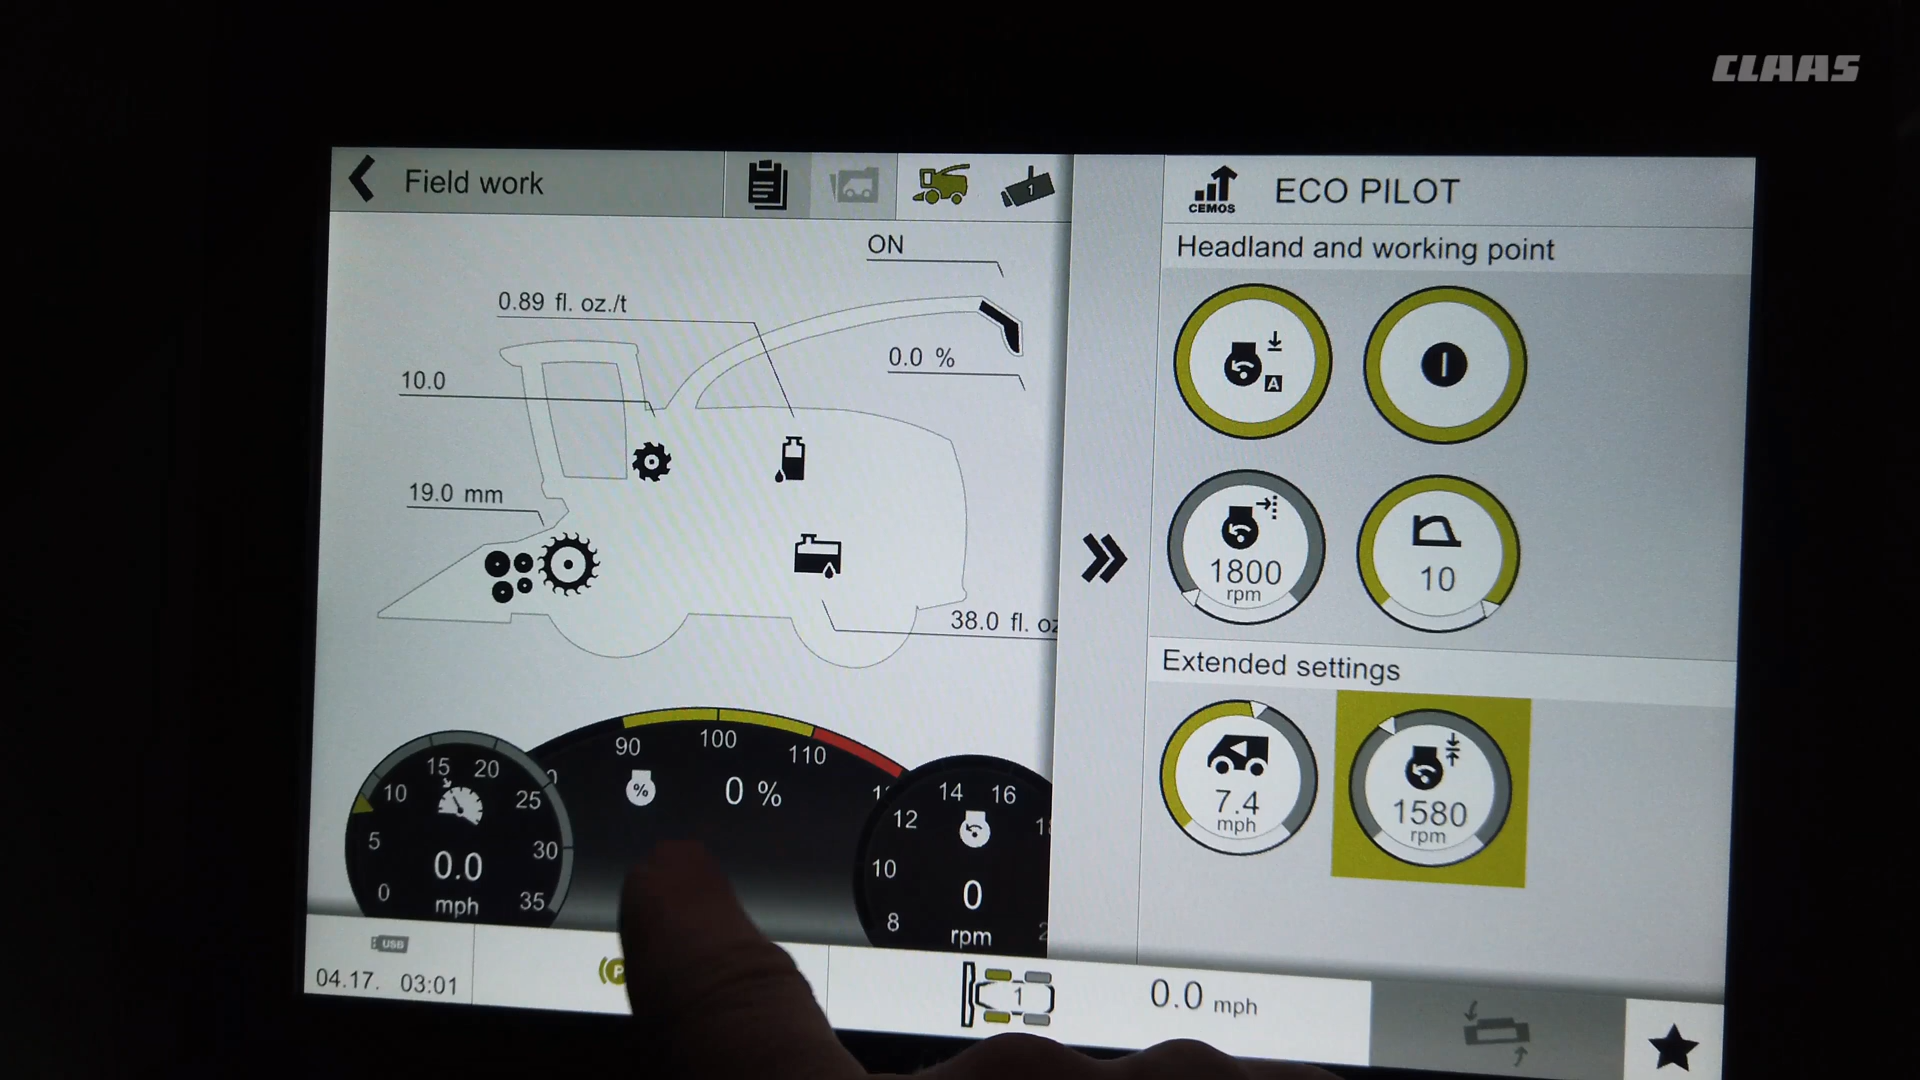 CLAAS
Field work
1
CEMOS
ECO PILOT
Headland and working point
ON
0.89 fl. oz./t
0.0 %
10.0
19.0 mm
38.0 fl. oz
A
1800
rpm
10
Extended settings
7.4
mph
1580
rpm
0 5 10 15 20 25 30 35
0.0
mph
90 100 110
%
0 %
8 10 12 14 16
0
rpm
USB
04.17. 03:01
P
1
0.0 mph